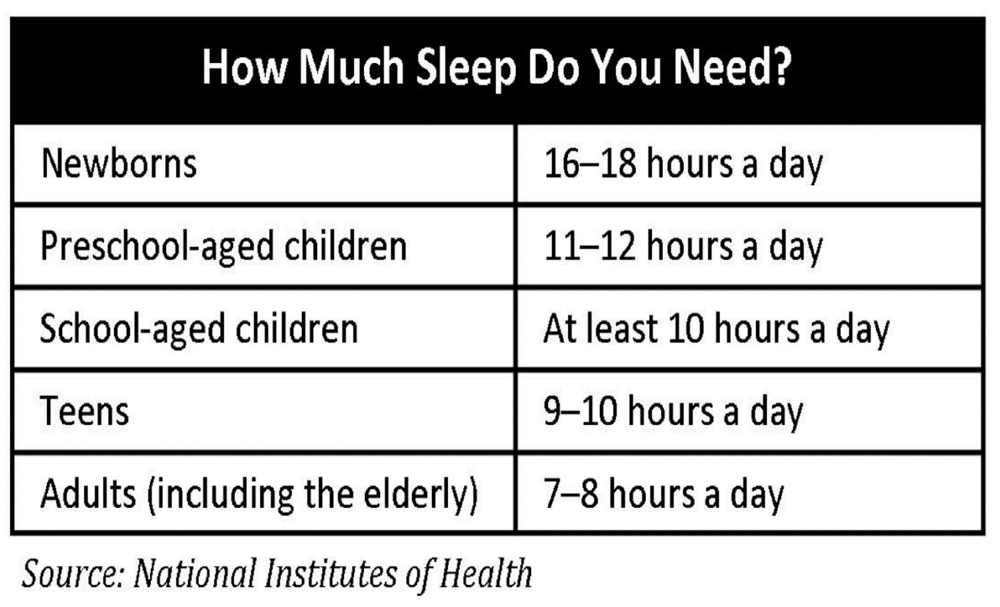 How Much Sleep Do You Need?
Newborns 16–18 hours a day
Preschool-aged children 11–12 hours a day
School-aged children At least 10 hours a day
Teens 9–10 hours a day
Adults (including the elderly) 7–8 hours a day
Source: National Institutes of Health